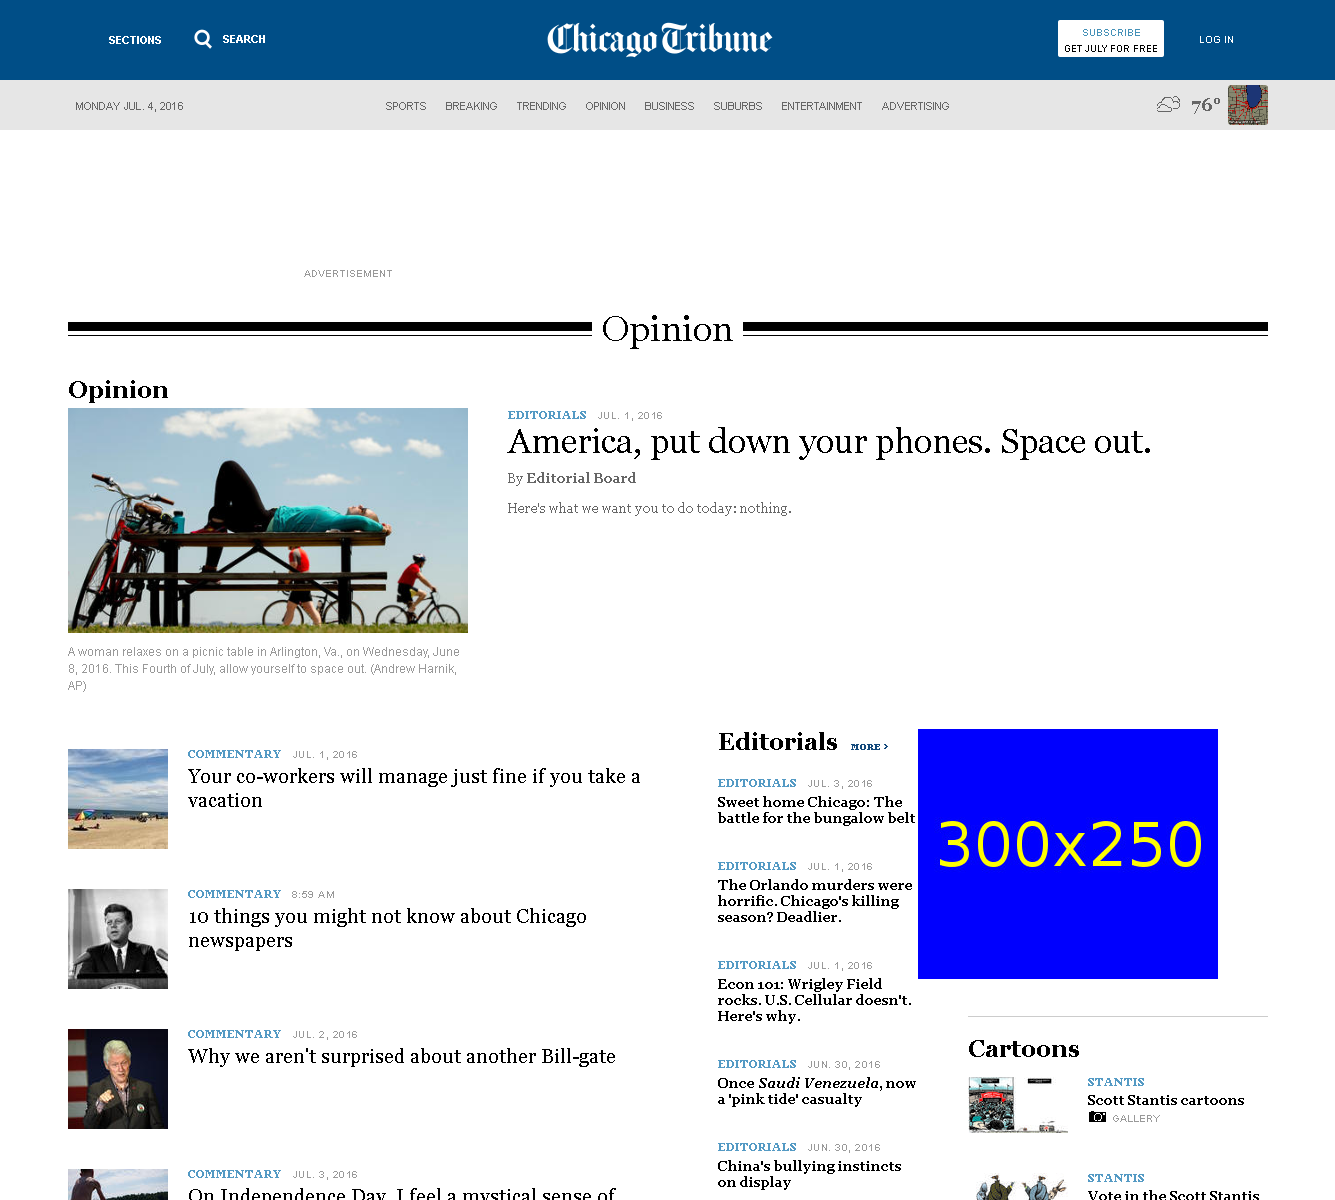 SECTIONS
SEARCH
Chicago Tribune
SUBSCRIBE
GET JULY FOR FREE
LOG IN
MONDAY JUL. 4, 2016
SPORTS BREAKING TRENDING OPINION BUSINESS SUBURBS ENTERTAINMENT ADVERTISING
76°
ADVERTISEMENT
Opinion
Opinion
EDITORIALS JUL. 1, 2016
America, put down your phones. Space out.
By Editorial Board
Here's what we want you to do today: nothing.
A woman relaxes on a picnic table in Arlington, Va., on Wednesday, June
8, 2016. This Fourth of July, allow yourself to space out. (Andrew Harnik,
AP)
COMMENTARY JUL. 1, 2016
Your co-workers will manage just fine if you take a
vacation
COMMENTARY 8:59 AM
10 things you might not know about Chicago
newspapers
COMMENTARY JUL. 2, 2016
Why we aren't surprised about another Bill-gate
COMMENTARY JUL. 3, 2016
On Independence Day, I feel a mystical sense of
Editorials MORE >
EDITORIALS JUL. 3, 2016
Sweet home Chicago: The
battle for the bungalow belt
EDITORIALS JUL. 1, 2016
The Orlando murders were
horrific. Chicago's killing
season? Deadlier.
EDITORIALS JUL. 1, 2016
Econ 101: Wrigley Field
rocks. U.S. Cellular doesn't.
Here's why.
EDITORIALS JUN. 30, 2016
Once Saudi Venezuela, now
a 'pink tide' casualty
EDITORIALS JUN. 30, 2016
China's bullying instincts
on display
300x250
Cartoons
STANTIS
Scott Stantis cartoons
GALLERY
STANTIS
Vote in the Scott Stantis